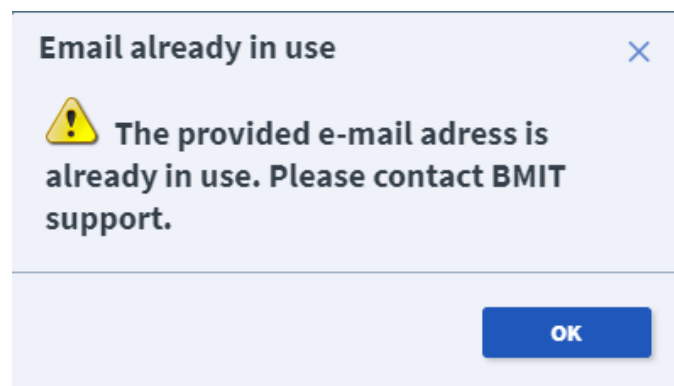 Email already in use
The provided e-mail adress is
already in use. Please contact BMIT
support.
OK